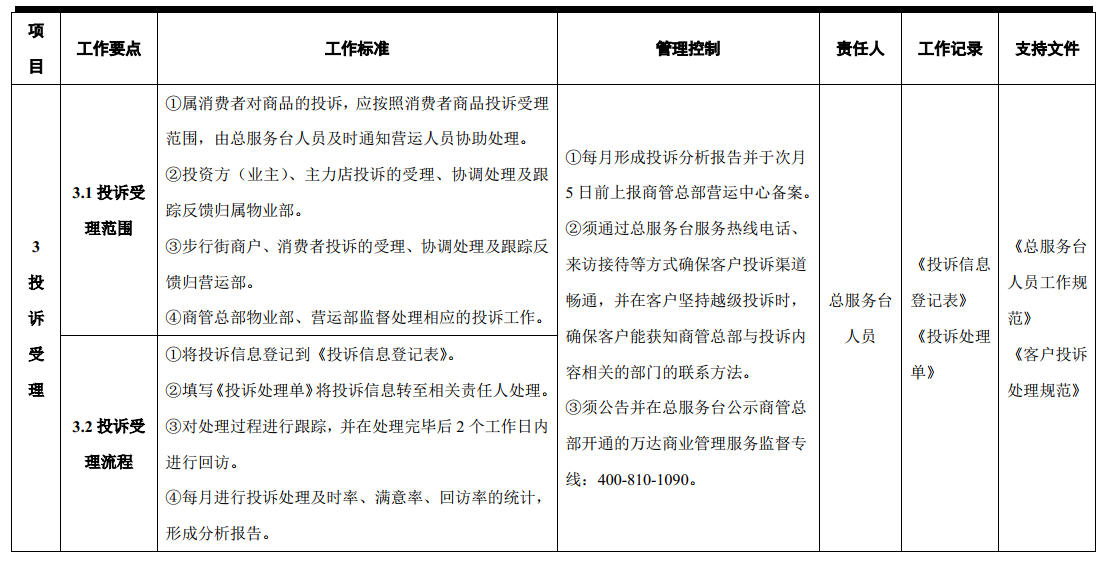 项
目
工作要点
工作标准
管理控制
责任人
工作记录
支持文件
3
投
诉
受
理
3.1 投诉受
理范围
①属消费者对商品的投诉，应按照消费者商品投诉受理
范围，由总服务台人员及时通知营运人员协助处理。
②投资方（业主）、主力店投诉的受理、协调处理及跟
踪反馈归属物业部。
③步行街商户、消费者投诉的受理、协调处理及跟踪反
馈归营运部。
④商管总部物业部、营运部监督处理相应的投诉工作。
3.2 投诉受
理流程
①将投诉信息登记到《投诉信息登记表》。
②填写《投诉处理单》将投诉信息转至相关责任人处理。
③对处理过程进行跟踪，并在处理完毕后 2 个工作日内
进行回访。
④每月进行投诉处理及时率、满意率、回访率的统计，
形成分析报告。
①每月形成投诉分析报告并于次月
5 日前上报商管总部营运中心备案。
②须通过总服务台服务热线电话、
来访接待等方式确保客户投诉渠道
畅通，并在客户坚持越级投诉时，
确保客户能获知商管总部与投诉内
容相关的部门的联系方法。
③须公告并在总服务台公示商管总
部开通的万达商业管理服务监督专
线：400-810-1090。
总服务台
人员
《投诉信息
登记表》
《投诉处理
单》
《总服务台
人员工作规
范》
《客户投诉
处理规范》